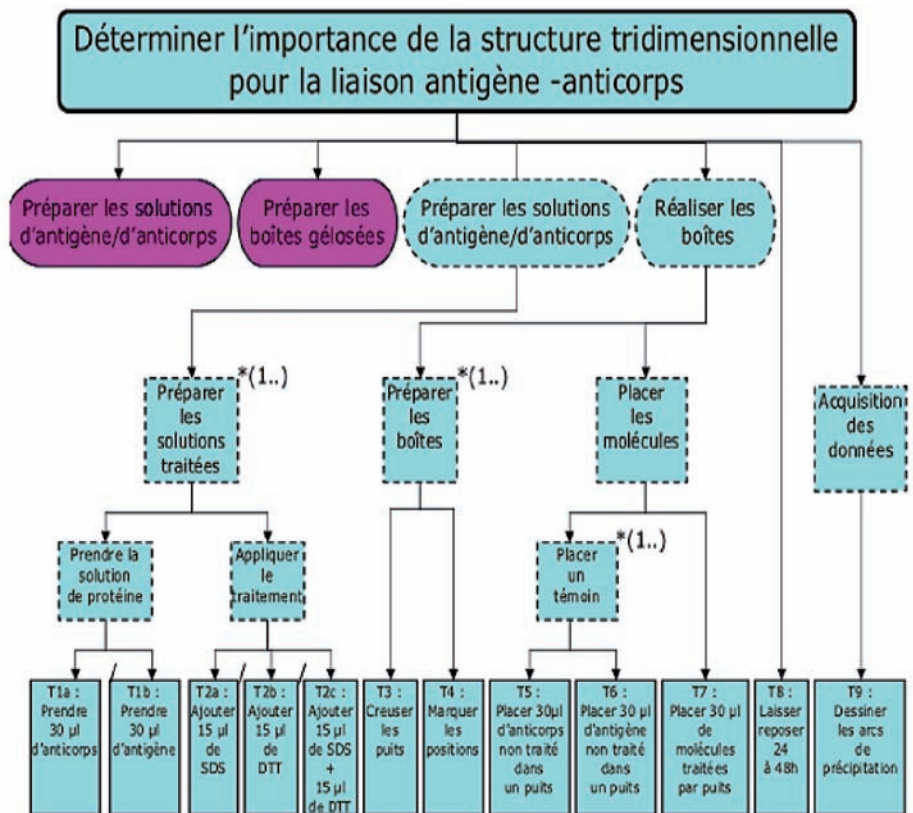 Déterminer l'importance de la structure tridimensionnelle
pour la liaison antigène -anticorps
Préparer les solutions
d'antigène/d'anticorps
Préparer les
boîtes gélosées
Préparer les solutions
d'antigène/d'anticorps
Réaliser les
boîtes
*(1..)
Préparer
les
solutions
traitées
*(1..)
Préparer
les
boîtes
Placer
les
molécules
Acquisition
des
données
Prendre la
solution
de protéine
Appliquer
le
traitement
*(1..)
Placer
un
témoin
T1a :
Prendre
30 µl
d'anticorps
/
T1b :
Prendre
30 µl
d'antigène
T2a :
Ajouter
15 µl
de
SDS
/
T2b :
Ajouter
15 µl
de
DTT
/
T2c :
Ajouter
15 µl
de SDS
+
15 µl
de DTT
T3 :
Creuser
les
puits
T4 :
Marquer
les
positions
T5 :
Placer 30µl
d'anticorps
non traité
dans
un puits
T6 :
Placer 30 µl
d'antigène
non traité
dans
un puits
T7 :
Placer 30 µl
de
molécules
traitées
par puits
T8 :
Laisser
reposer
24
à 48h
T9 :
Dessiner
les arcs
de
précipitation